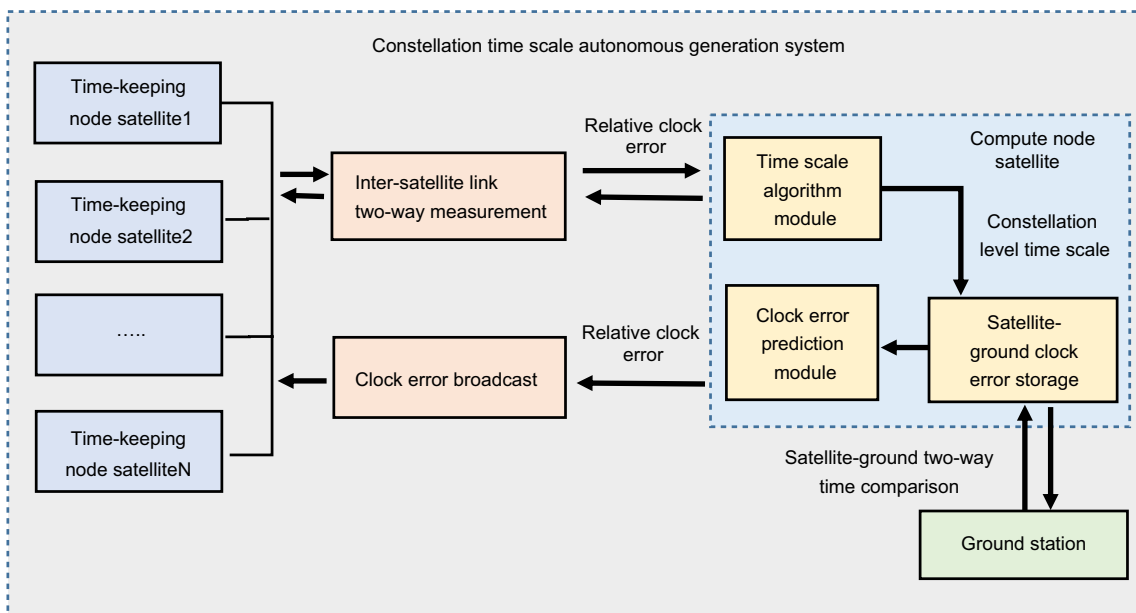 Constellation time scale autonomous generation system
Time-keeping
node satellite1
Time-keeping
node satellite2
.....
Time-keeping
node satelliteN
Inter-satellite link
two-way measurement
Clock error broadcast
Relative clock
error
Relative clock
error
Compute node
satellite
Time scale
algorithm
module
Constellation
level time scale
Clock error
prediction
module
Satellite-
ground clock
error storage
Satellite-ground two-way
time comparison
Ground station